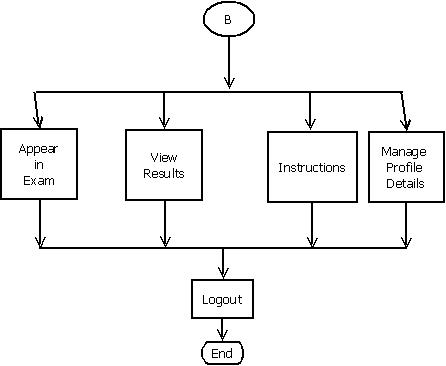 B
Appear
in
Exam
View
Results
Instructions
Manage
Profile
Details
Logout
End